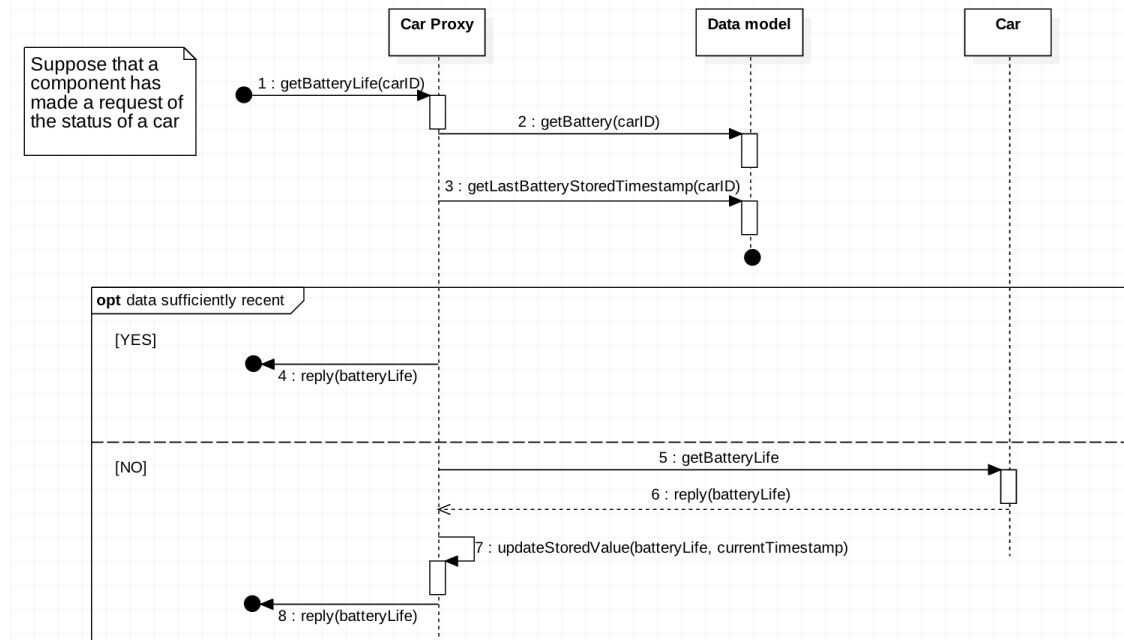 Car Proxy
Data model
Car
Suppose that a
component has
made a request of
the status of a car
1 : getBatteryLife(carID)
2 : getBattery(carID)
3 : getLastBatteryStoredTimestamp(carID)
opt data sufficiently recent
[YES]
4 : reply(batteryLife)
[NO]
5 : getBatteryLife
6 : reply(batteryLife)
7 : updateStoredValue(batteryLife, currentTimestamp)
8 : reply(batteryLife)